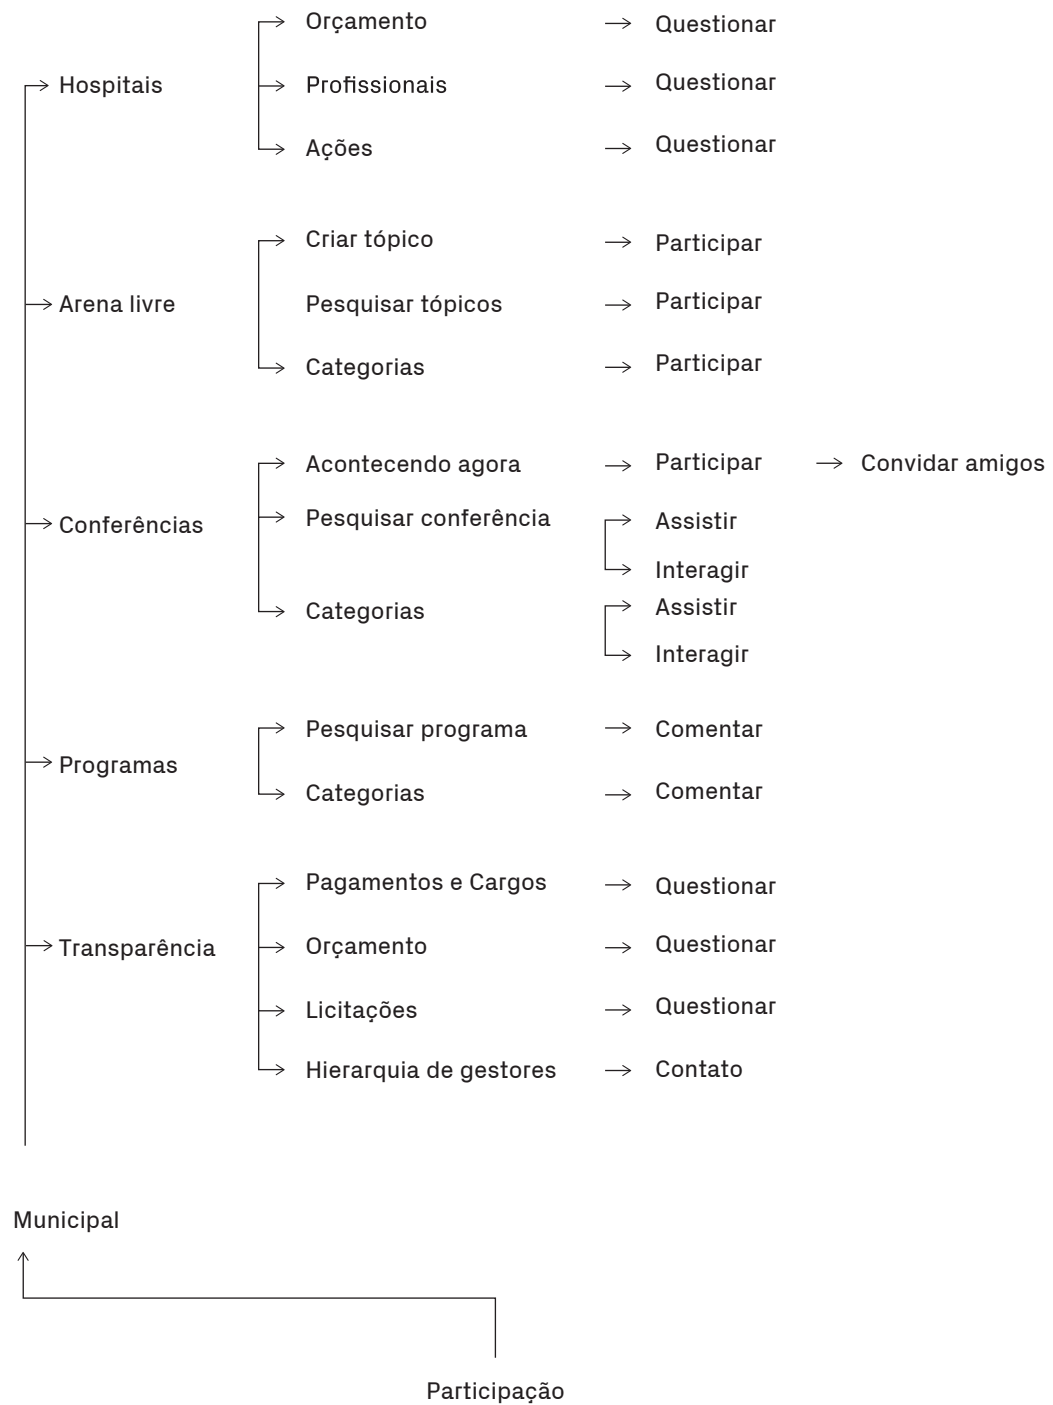 Orçamento Questionar
Hospitais Profissionais Questionar
Ações Questionar
Criar tópico Participar
Arena livre Pesquisar tópicos Participar
Categorias Participar
Acontecendo agora Participar Convidar amigos
Conferências Pesquisar conferência Assistir
Interagir
Categorias Assistir
Interagir
Pesquisar programa Comentar
Programas
Categorias Comentar
Pagamentos e Cargos Questionar
Transparência Orçamento Questionar
Licitações Questionar
Hierarquia de gestores Contato
Municipal
Participação